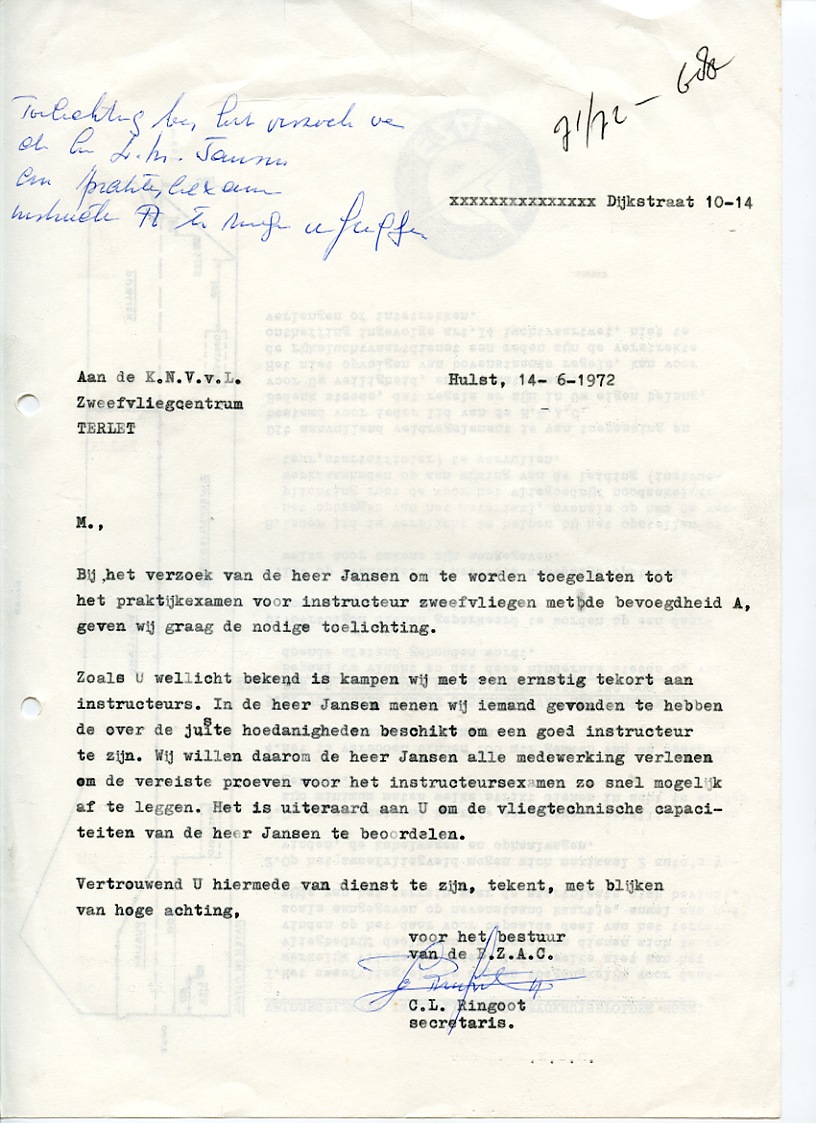 71/72 -
Toelichting bij het verzoek van
de hr L.M. Jansen
een praktijkexamen
instructie A te mogen
xxxxxxxxxxxxxxx Dijkstraat 10-14
Aan de K.N.V.v.L.
Zweefvliegcentrum
TERLET
Hulst, 14- 6-1972
M.,
Bij het verzoek van de heer Jansen om te worden toegelaten tot
het praktijkexamen voor instructeur zweefvliegen met de bevoegdheid A,
geven wij graag de nodige toelichting.
Zoals U wellicht bekend is kampen wij met een ernstig tekort aan
instructeurs. In de heer Jansen menen wij iemand gevonden te hebben
de over de juiste hoedanigheden beschikt om een goed instructeur
te zijn. Wij willen daarom de heer Jansen alle medewerking verlenen
om de vereiste proeven voor het instructeursexamen zo snel mogelijk
af te leggen. Het is uiteraard aan U om de vliegtechnische capaci-
teiten van de heer Jansen te beoordelen.
Vertrouwend U hiermede van dienst te zijn, tekent, met blijken
van hoge achting,
voor het bestuur
van de E.Z.A.C.
C.L. Ringoot
secretaris.